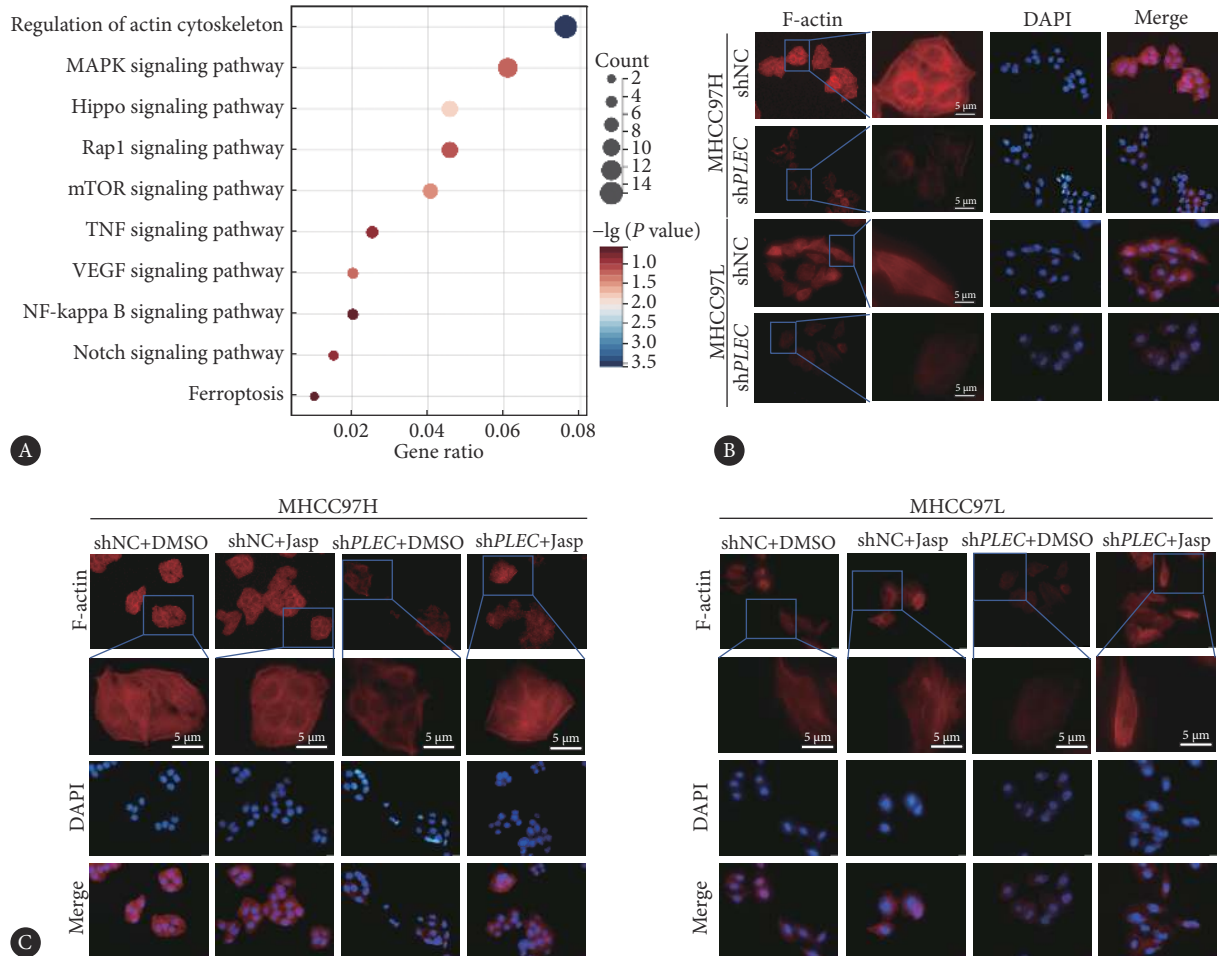 Regulation of actin cytoskeleton
MAPK signaling pathway
Hippo signaling pathway
Rap1 signaling pathway
mTOR signaling pathway
TNF signaling pathway
VEGF signaling pathway
NF-kappa B signaling pathway
Notch signaling pathway
Ferroptosis
0.02 0.04 0.06 0.08
Gene ratio
Count
2
4
6
8
10
12
14
−lg (P value)
1.0
1.5
2.0
2.5
3.0
3.5
A
F-actin DAPI Merge
MHCC97H
shNC
5 µm
shPLEC
5 µm
MHCC97L
shNC
5 µm
shPLEC
5 µm
B
MHCC97H
shNC+DMSO shNC+Jasp shPLEC+DMSO shPLEC+Jasp
F-actin
5 µm 5 µm 5 µm 5 µm
DAPI
Merge
MHCC97L
shNC+DMSO shNC+Jasp shPLEC+DMSO shPLEC+Jasp
F-actin
5 µm 5 µm 5 µm 5 µm
DAPI
Merge
C